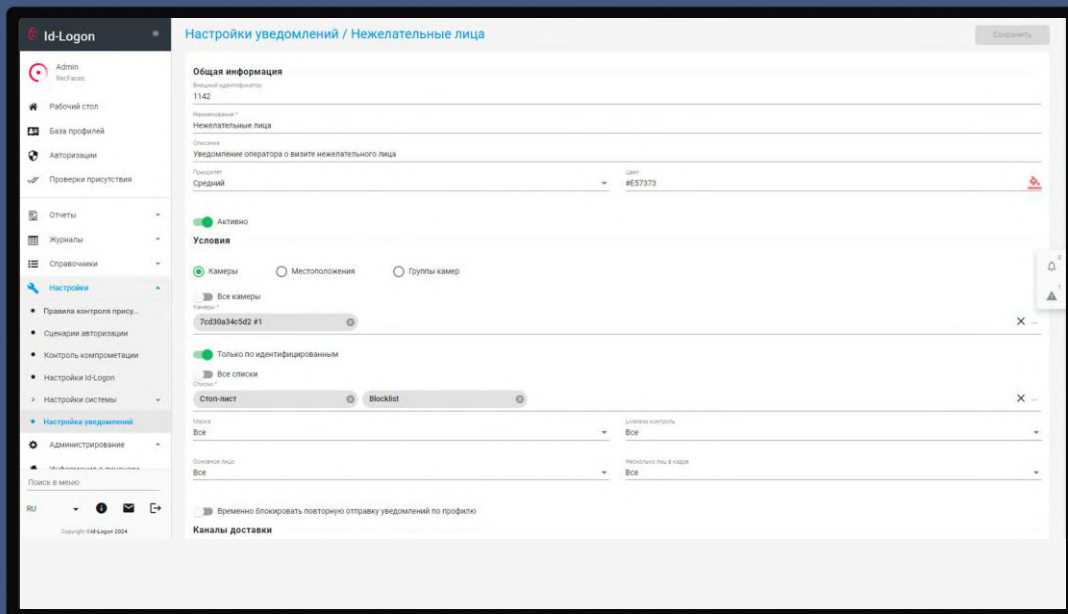 Id-Logon
Admin
RecFaces
Рабочий стол
База профилей
Авторизации
Проверки присутствия
Отчеты
Журналы
Справочники
Настройки
Правила контроля прису...
Сценарии авторизации
Контроль компрометации
Настройки Id-Logon
Настройки системы
Настройка уведомлений
Администрирование
Информация о лицензии
Поиск в меню
RU
Copyright ©Id-Logon 2024
Настройки уведомлений / Нежелательные лица
Сохранить
Общая информация
Внешний идентификатор
1142
Наименование *
Нежелательные лица
Описание
Уведомление оператора о визите нежелательного лица
Приоритет
Средний
Цвет
#E57373
Активно
Условия
Камеры Местоположения Группы камер
Все камеры
Камеры *
7cd30a34c5d2 #1
Только по идентифицированным
Все списки
Списки *
Стоп-лист Blocklist
Маска
Все
Liveness контроль
Все
Основное лицо
Все
Несколько лиц в кадре
Все
Временно блокировать повторную отправку уведомлений по профилю
Каналы доставки
0
1